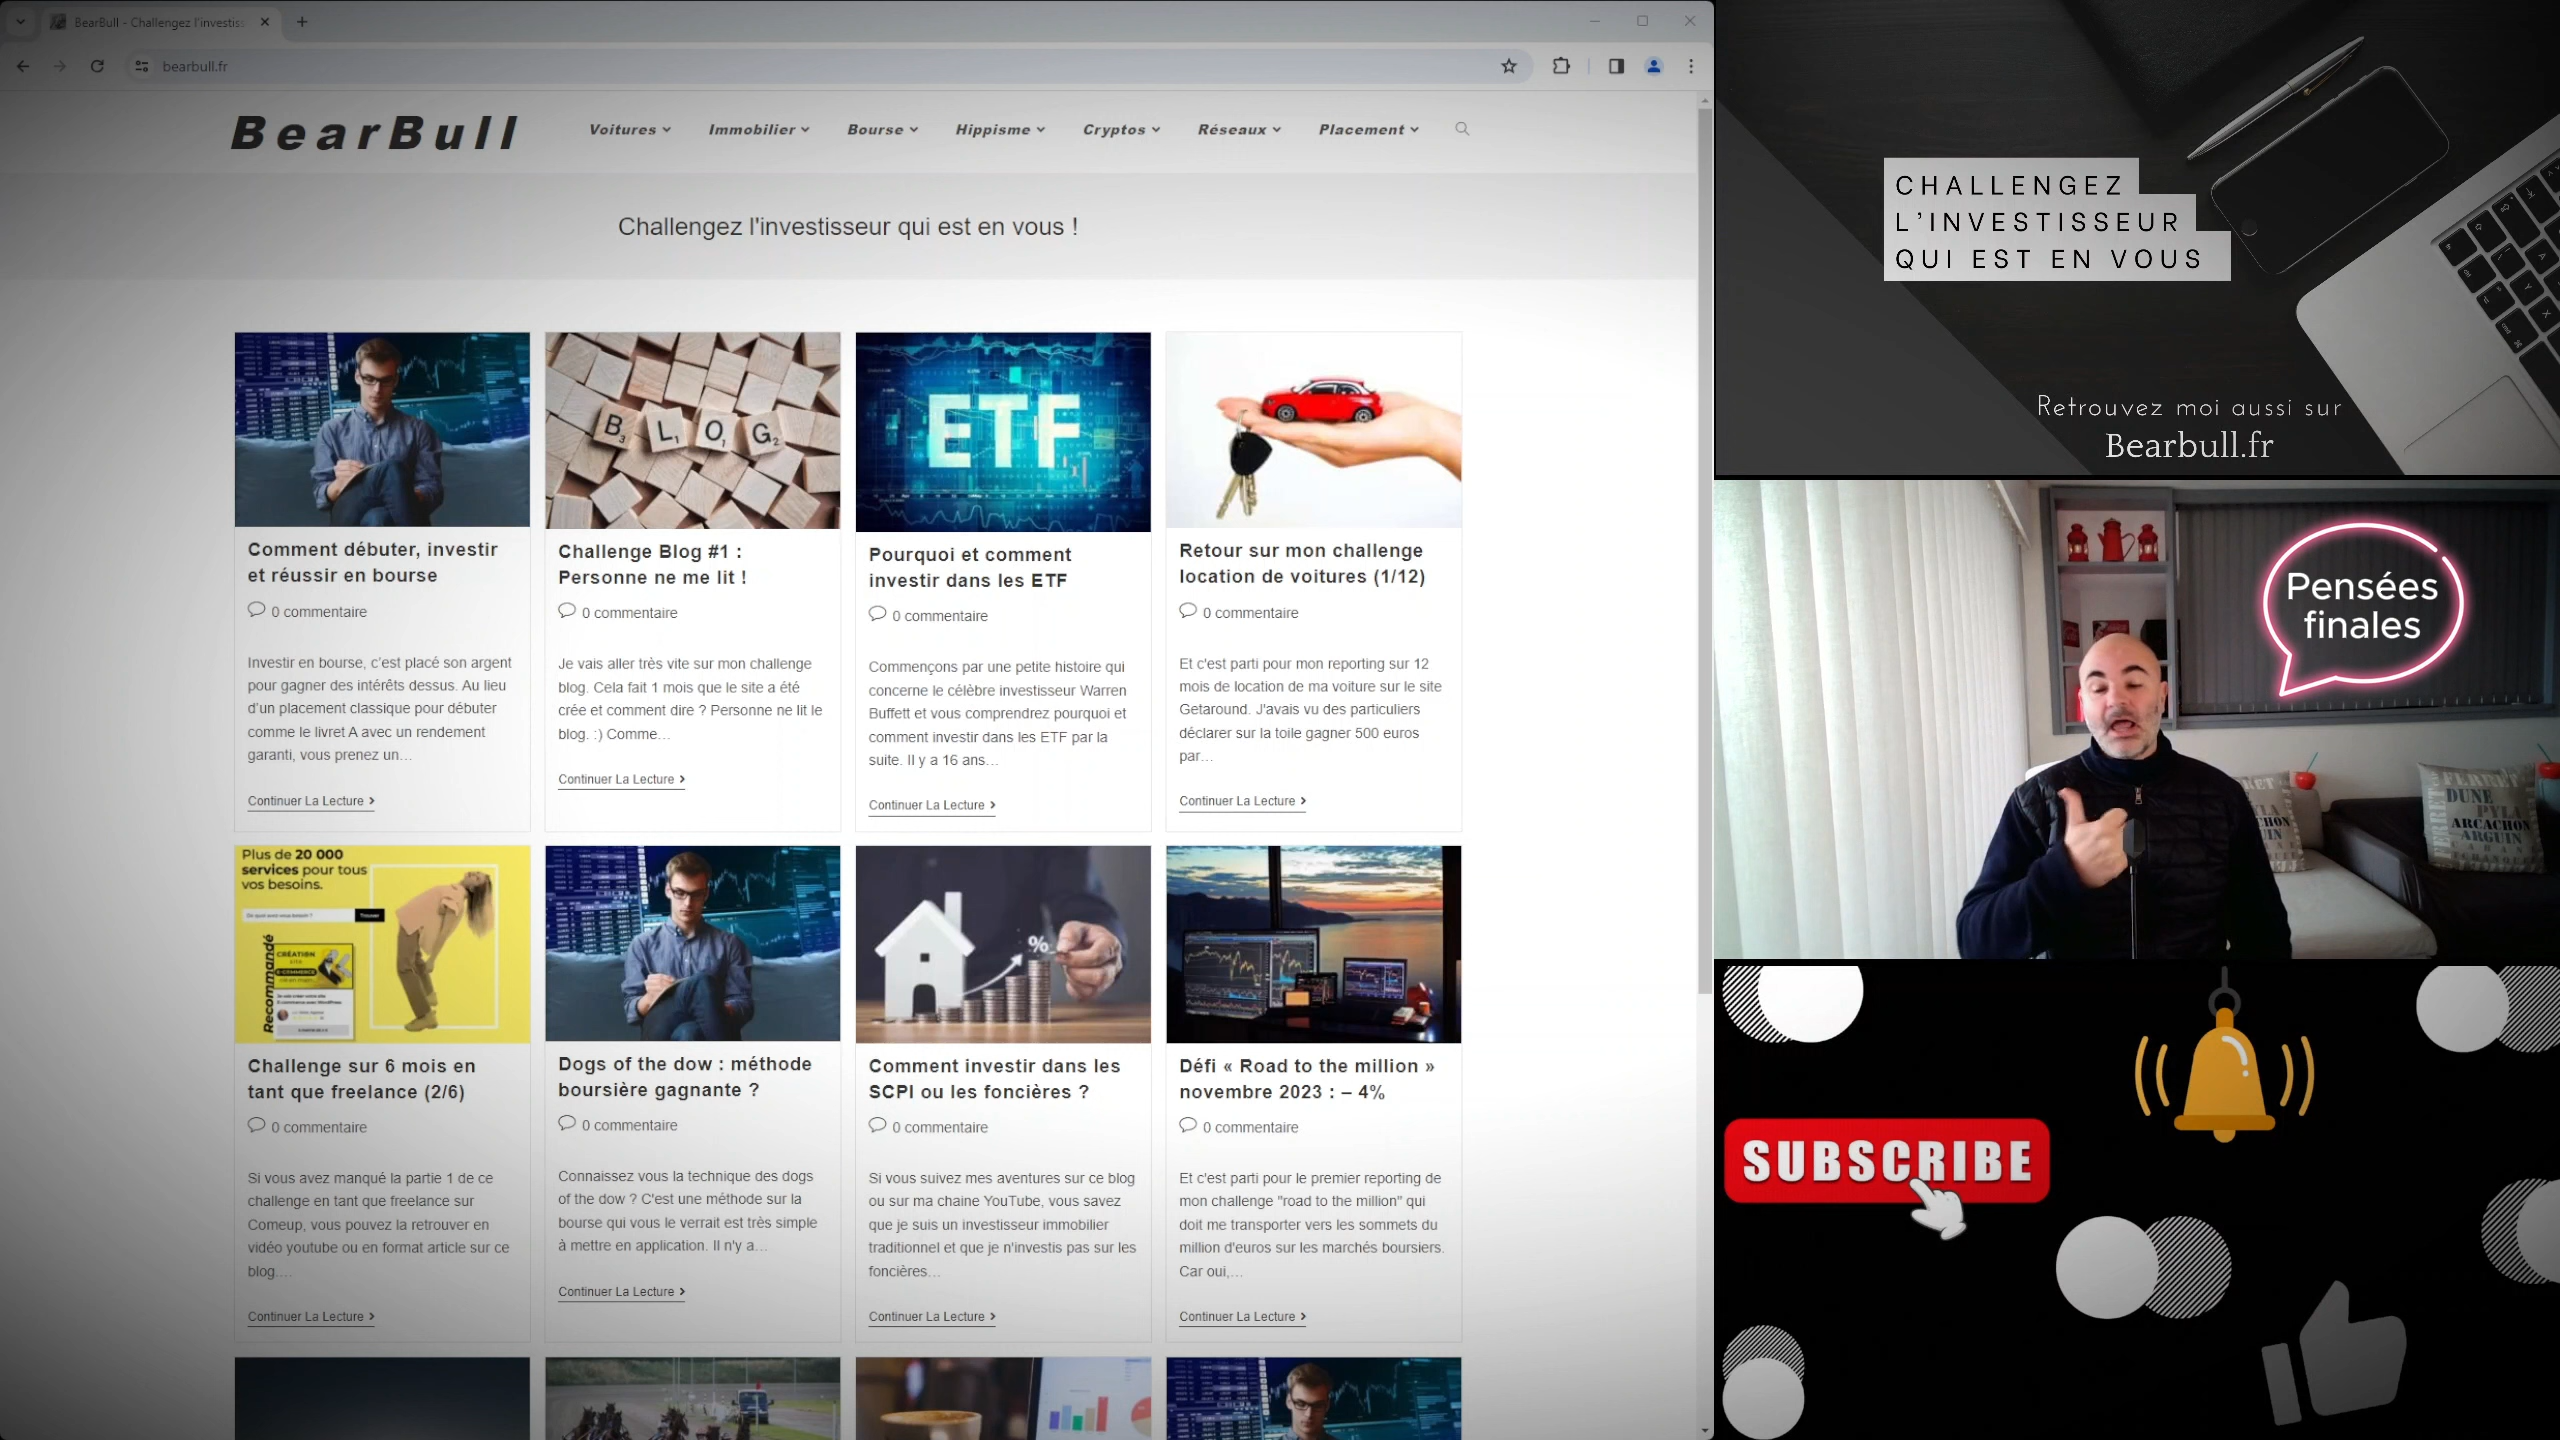 BearBull - Challengez l'investis
bearbull.fr
BearBull
Voitures Immobilier Bourse Hippisme Cryptos Réseaux Placement
Challengez l'investisseur qui est en vous !
BLOG
ETF
Comment débuter, investir
et réussir en bourse
0 commentaire
Investir en bourse, c'est placé son argent
pour gagner des intérêts dessus. Au lieu
d'un placement classique pour débuter
comme le livret A avec un rendement
garanti, vous prenez un…
Continuer La Lecture
Challenge Blog #1 :
Personne ne me lit !
0 commentaire
Je vais aller très vite sur mon challenge
blog. Cela fait 1 mois que le site a été
crée et comment dire ? Personne ne lit le
blog. :) Comme…
Continuer La Lecture
Pourquoi et comment
investir dans les ETF
0 commentaire
Commençons par une petite histoire qui
concerne le célèbre investisseur Warren
Buffett et vous comprendrez pourquoi et
comment investir dans les ETF par la
suite. Il y a 16 ans…
Continuer La Lecture
Retour sur mon challenge
location de voitures (1/12)
0 commentaire
Et c'est parti pour mon reporting sur 12
mois de location de ma voiture sur le site
Getaround. J'avais vu des particuliers
déclarer sur la toile gagner 500 euros
par…
Continuer La Lecture
Plus de 20 000
services pour tous
vos besoins.
Trouver
Recommandé
CRÉATION
SITE
E-COMMERCE
%
Challenge sur 6 mois en
tant que freelance (2/6)
0 commentaire
Si vous avez manqué la partie 1 de ce
challenge en tant que freelance sur
Comeup, vous pouvez la retrouver en
vidéo youtube ou en format article sur ce
blog.…
Continuer La Lecture
Dogs of the dow : méthode
boursière gagnante ?
0 commentaire
Connaissez vous la technique des dogs
of the dow ? C'est une méthode sur la
bourse qui vous le verrait est très simple
à mettre en application. Il n'y a…
Continuer La Lecture
Comment investir dans les
SCPI ou les foncières ?
0 commentaire
Si vous suivez mes aventures sur ce blog
ou sur ma chaine YouTube, vous savez
que je suis un investisseur immobilier
traditionnel et que je n'investis pas sur les
foncières…
Continuer La Lecture
Défi « Road to the million »
novembre 2023 : – 4%
0 commentaire
Et c'est parti pour le premier reporting de
mon challenge "road to the million" qui
doit me transporter vers les sommets du
million d'euros sur les marchés boursiers.
Car oui,…
Continuer La Lecture
CHALLENGEZ
L'INVESTISSEUR
QUI EST EN VOUS
Retrouvez moi aussi sur
Bearbull.fr
Pensées
finales
DUNE
PYLA
ARCACHON
SUBSCRIBE